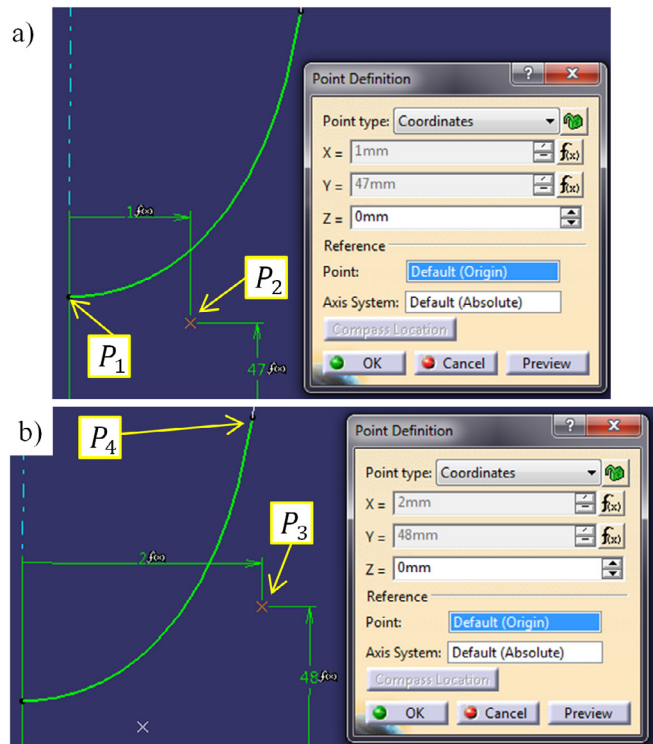 a)
Point Definition
Point type: Coordinates
X = 1mm f(x)
Y = 47mm f(x)
Z = 0mm
Reference
Point: Default (Origin)
Axis System: Default (Absolute)
Compass Location
OK Cancel Preview
1 f(x)
P2
P1
47 f(x)
b)
P4
Point Definition
Point type: Coordinates
X = 2mm f(x)
Y = 48mm f(x)
Z = 0mm
Reference
Point: Default (Origin)
Axis System: Default (Absolute)
Compass Location
OK Cancel Preview
2 f(x)
P3
48 f(x)